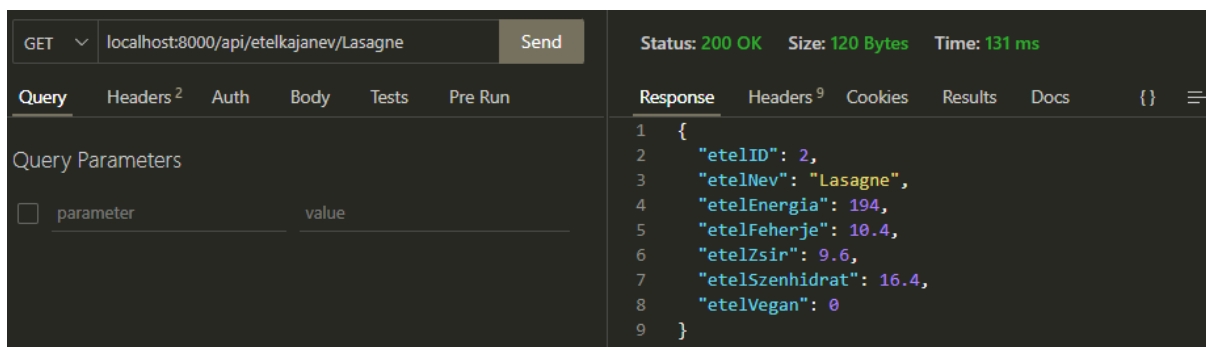 GET localhost:8000/api/etelkajanev/Lasagne Send
Query Headers 2 Auth Body Tests Pre Run
Query Parameters
parameter value
Status: 200 OK Size: 120 Bytes Time: 131 ms
Response Headers 9 Cookies Results Docs {}
1 {
2 "etelID": 2,
3 "etelNev": "Lasagne",
4 "etelEnergia": 194,
5 "etelFeherje": 10.4,
6 "etelZsir": 9.6,
7 "etelSzenhidrat": 16.4,
8 "etelVegan": 0
9 }